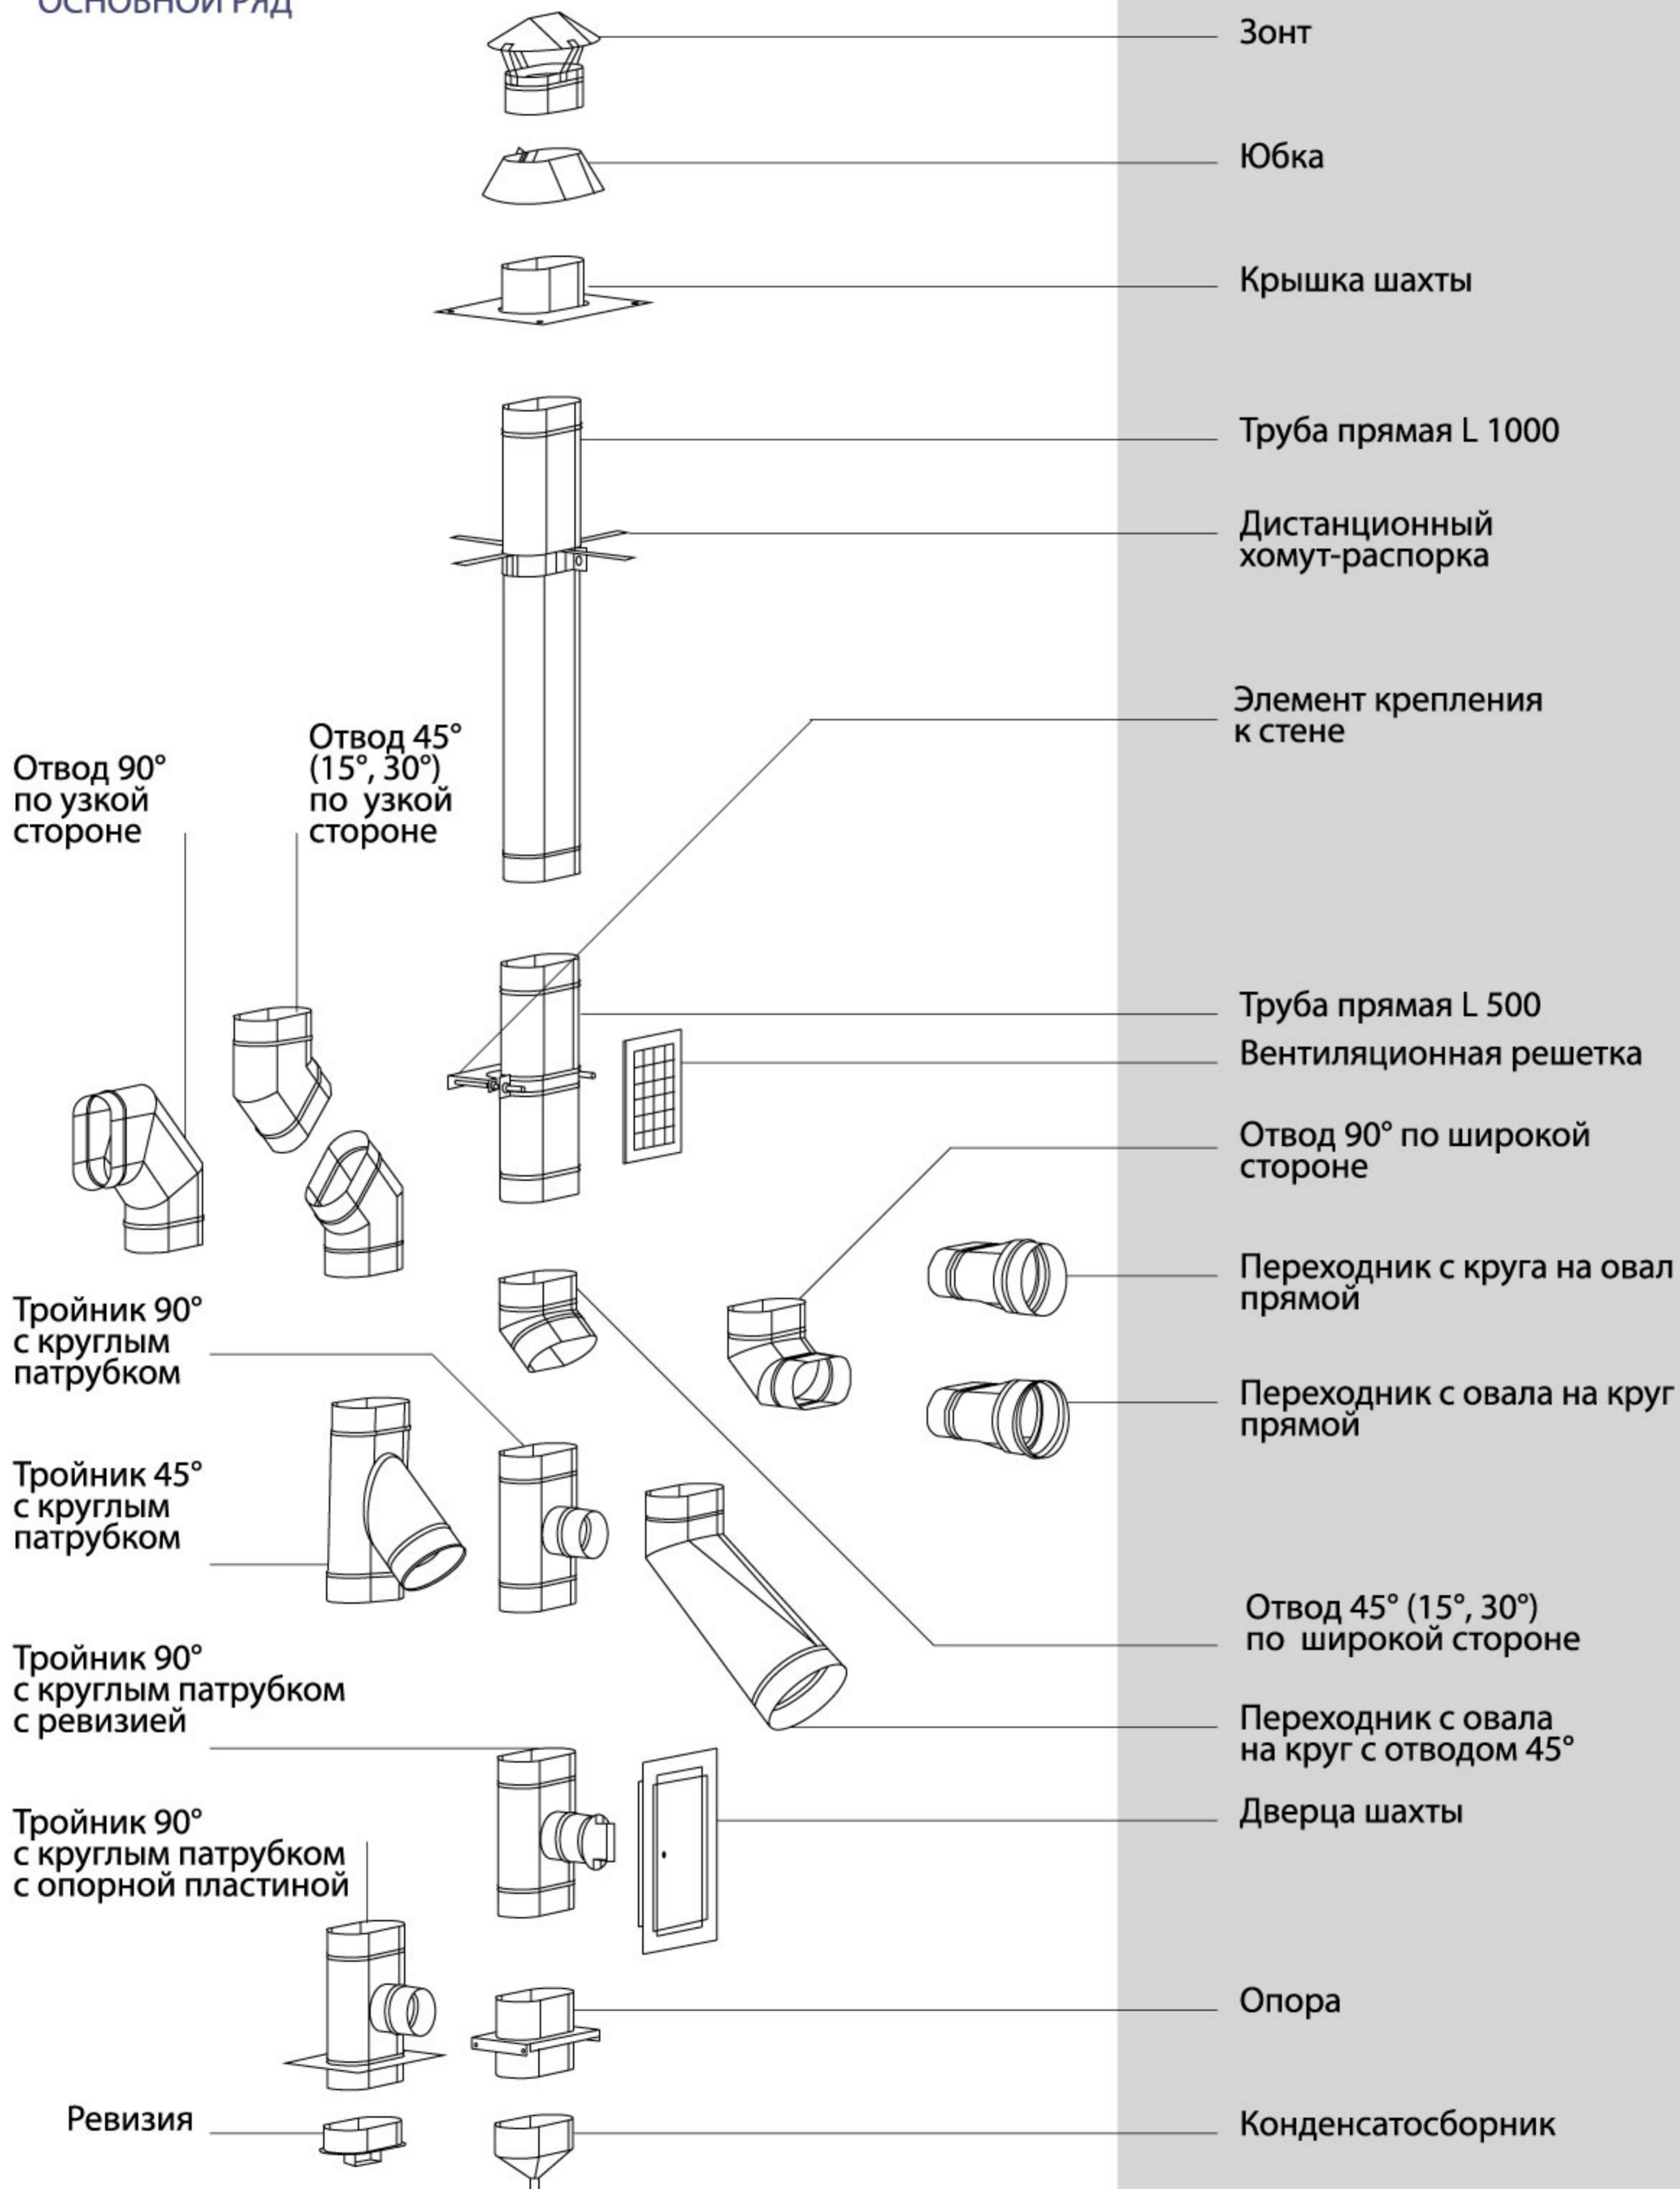 ОСНОВНОЙ РЯД
Зонт
Юбка
Крышка шахты
Труба прямая L 1000
Дистанционный
хомут-распорка
Элемент крепления
к стене
Отвод 90°
по узкой
стороне
Отвод 45°
(15°, 30°)
по узкой
стороне
Труба прямая L 500
Вентиляционная решетка
Отвод 90° по широкой
стороне
Переходник с круга на овал
прямой
Переходник с овала на круг
прямой
Тройник 90°
с круглым
патрубком
Тройник 45°
с круглым
патрубком
Отвод 45° (15°, 30°)
по широкой стороне
Тройник 90°
с круглым патрубком
с ревизией
Переходник с овала
на круг с отводом 45°
Дверца шахты
Тройник 90°
с круглым патрубком
с опорной пластиной
Опора
Ревизия
Конденсатосборник